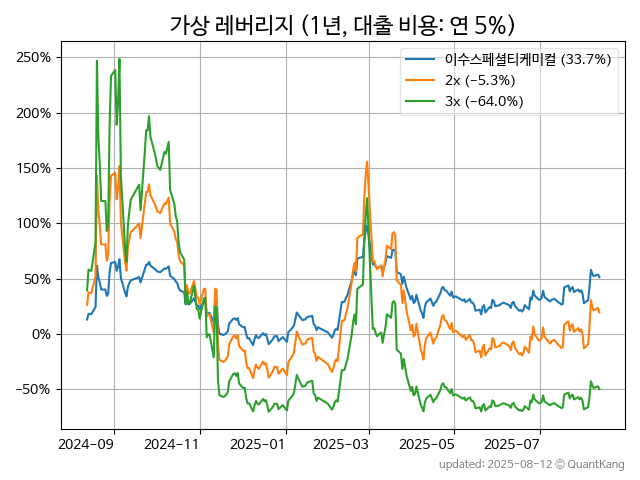 가상 레버리지 (1년, 대출 비용: 연 5%)
250%
200%
150%
100%
50%
0%
−50%
이수스페셜티케미컬 (33.7%)
2x (−5.3%)
3x (−64.0%)
2024-09 2024-11 2025-01 2025-03 2025-05 2025-07
updated: 2025-08-12 © QuantKang